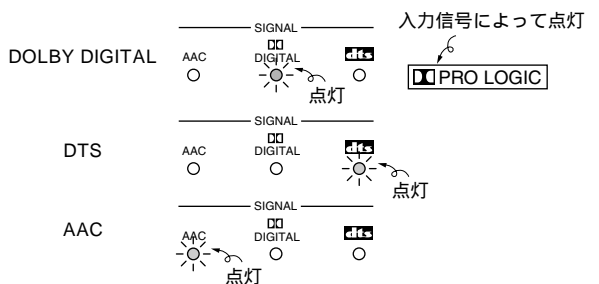 入力信号によって点灯
SIGNAL
DOLBY DIGITAL
AAC
DIGITAL
dts
PRO LOGIC
点灯
SIGNAL
DTS
AAC
DIGITAL
dts
点灯
SIGNAL
AAC
AAC
DIGITAL
dts
点灯